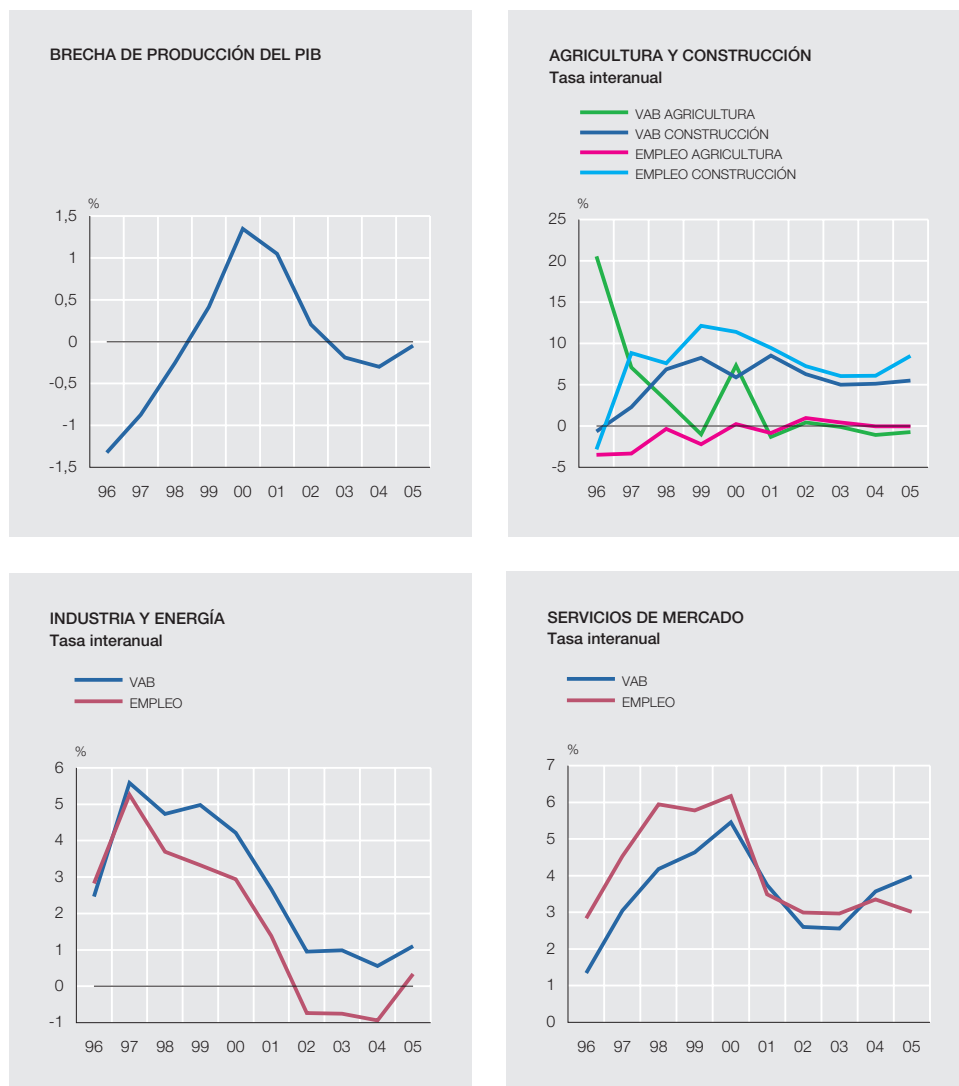 BRECHA DE PRODUCCIÓN DEL PIB
%
1,5
1
0,5
0
-0,5
-1
-1,5
96 97 98 99 00 01 02 03 04 05
AGRICULTURA Y CONSTRUCCIÓN
Tasa interanual
VAB AGRICULTURA
VAB CONSTRUCCIÓN
EMPLEO AGRICULTURA
EMPLEO CONSTRUCCIÓN
%
25
20
15
10
5
0
-5
96 97 98 99 00 01 02 03 04 05
INDUSTRIA Y ENERGÍA
Tasa interanual
VAB
EMPLEO
%
6
5
4
3
2
1
0
-1
96 97 98 99 00 01 02 03 04 05
SERVICIOS DE MERCADO
Tasa interanual
VAB
EMPLEO
%
7
6
5
4
3
2
1
0
96 97 98 99 00 01 02 03 04 05